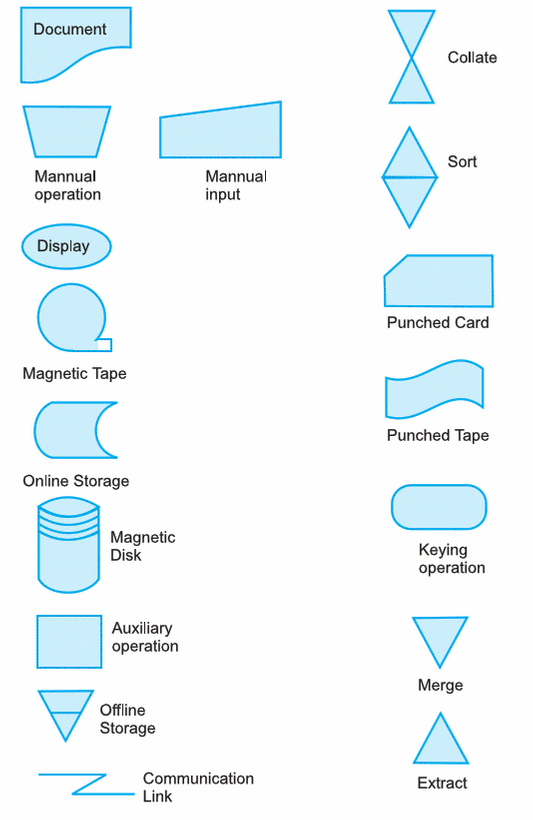 Document
Mannual
operation
Mannual
input
Display
Magnetic Tape
Online Storage
Magnetic
Disk
Auxiliary
operation
Offline
Storage
Communication
Link
Collate
Sort
Punched Card
Punched Tape
Keying
operation
Merge
Extract